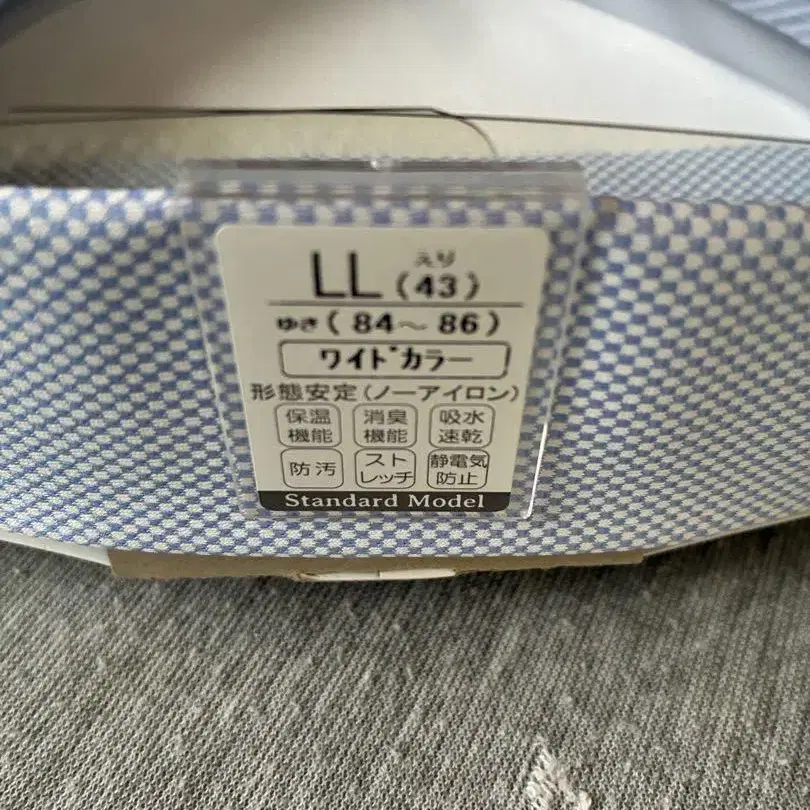 えり
LL (43)
ゆき (84～86)
ワイドカラー
形態安定(ノーアイロン)
保温 消臭 吸水
機能 機能 速乾
防汚 スト 静電気
レッチ 防止
Standard Model